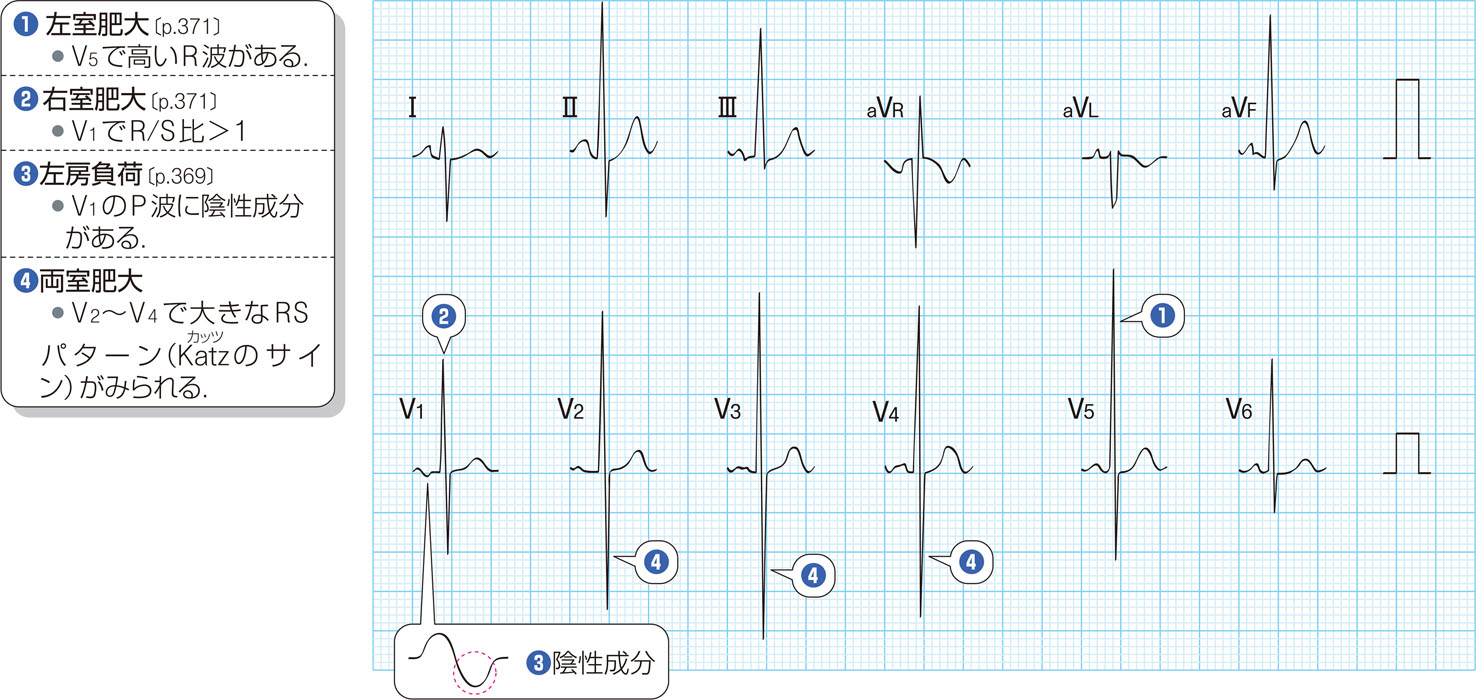 ❶ 左室肥大〔p.371〕
● V5で高いR波がある.
❷ 右室肥大〔p.371〕
● V1でR/S比＞1
❸ 左房負荷〔p.369〕
● V1のP波に陰性成分
がある.
❹ 両室肥大
● V2〜V4で大きなRS
カッツ
パターン（Katzのサイ
ン）がみられる.
I
II
III
aVR
aVL
aVF
❷
❶
V1
V2
V3
V4
V5
V6
❹
❹
❹
❸陰性成分